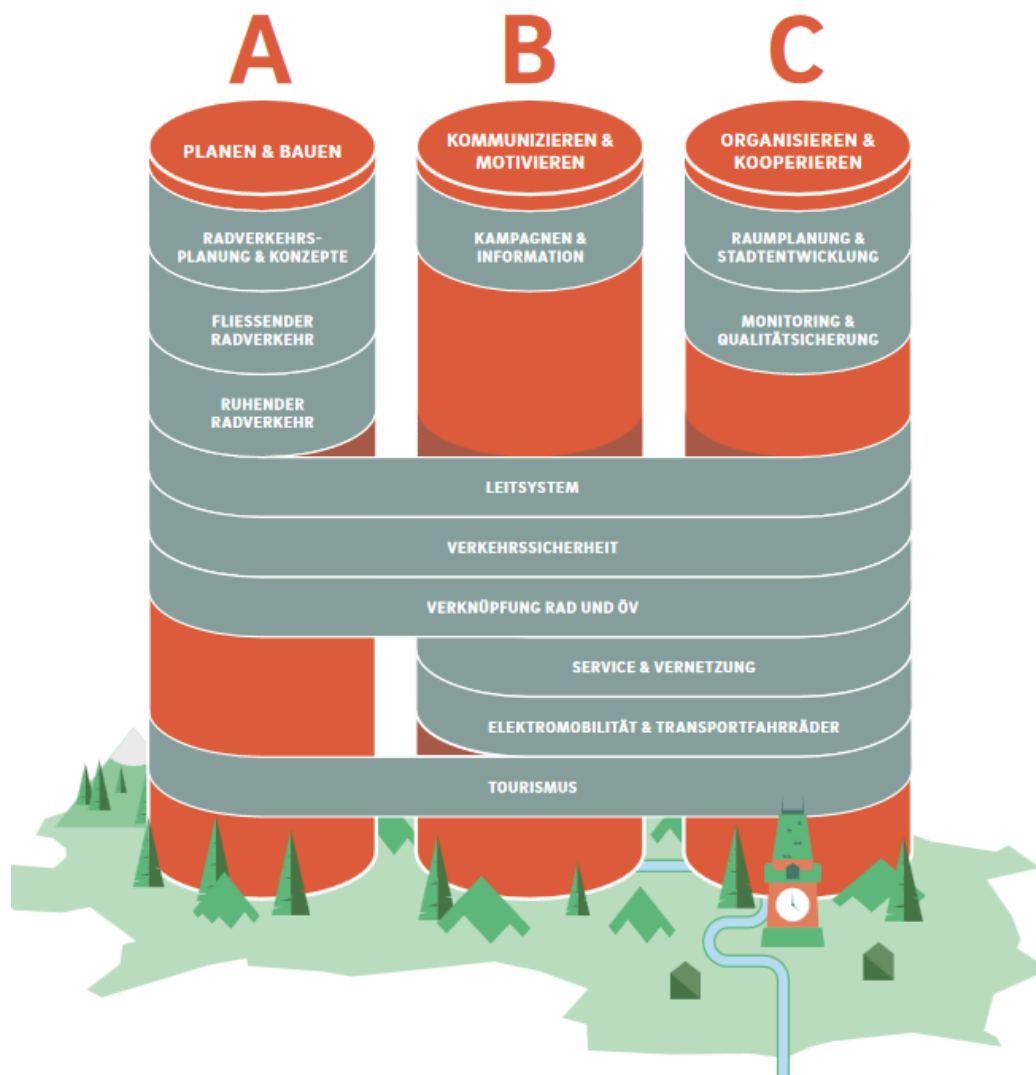 A
B
C
PLANEN & BAUEN
KOMMUNIZIEREN &
MOTIVIEREN
ORGANISIEREN &
KOOPERIEREN
RADVERKEHRS-
PLANUNG & KONZEPTE
KAMPAGNEN &
INFORMATION
RAUMPLANUNG &
STADTENTWICKLUNG
FLIESSENDER
RADVERKEHR
MONITORING &
QUALITÄTSICHERUNG
RUHENDER
RADVERKEHR
LEITSYSTEM
VERKEHRSSICHERHEIT
VERKNÜPFUNG RAD UND ÖV
SERVICE & VERNETZUNG
ELEKTROMOBILITÄT & TRANSPORTFAHRRÄDER
TOURISMUS